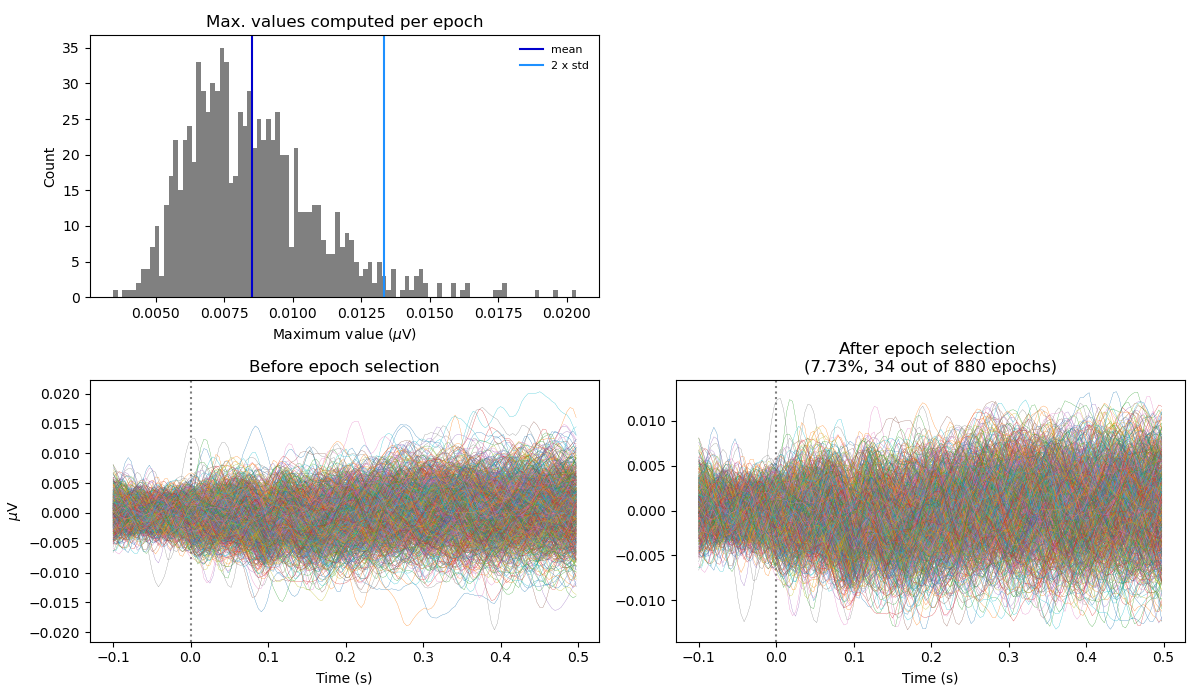 Max. values computed per epoch
35
30
25
20
15
10
5
0
Count
mean
2 x std
0.0050 0.0075 0.0100 0.0125 0.0150 0.0175 0.0200
Maximum value (μV)
Before epoch selection
0.020
0.015
0.010
0.005
0.000
−0.005
−0.010
−0.015
−0.020
μV
−0.1 0.0 0.1 0.2 0.3 0.4 0.5
Time (s)
After epoch selection
(7.73%, 34 out of 880 epochs)
0.010
0.005
0.000
−0.005
−0.010
−0.1 0.0 0.1 0.2 0.3 0.4 0.5
Time (s)